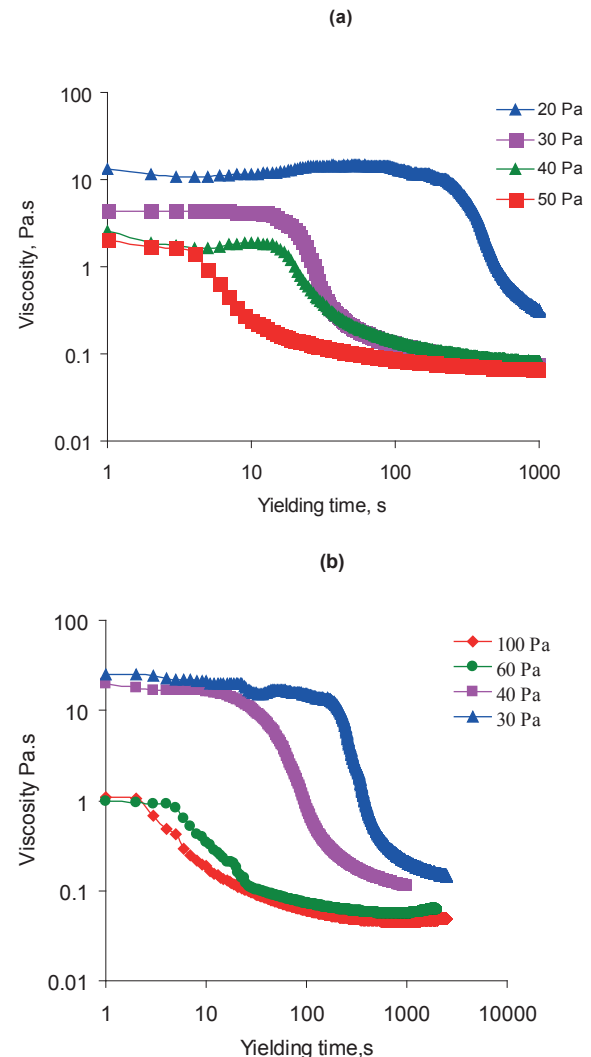 (a)
100
10
1
0.1
0.01
Viscosity, Pa.s
20 Pa
30 Pa
40 Pa
50 Pa
1 10 100 1000
Yielding time, s
(b)
100
10
1
0.1
0.01
Viscosity Pa.s
100 Pa
60 Pa
40 Pa
30 Pa
1 10 100 1000 10000
Yielding time,s